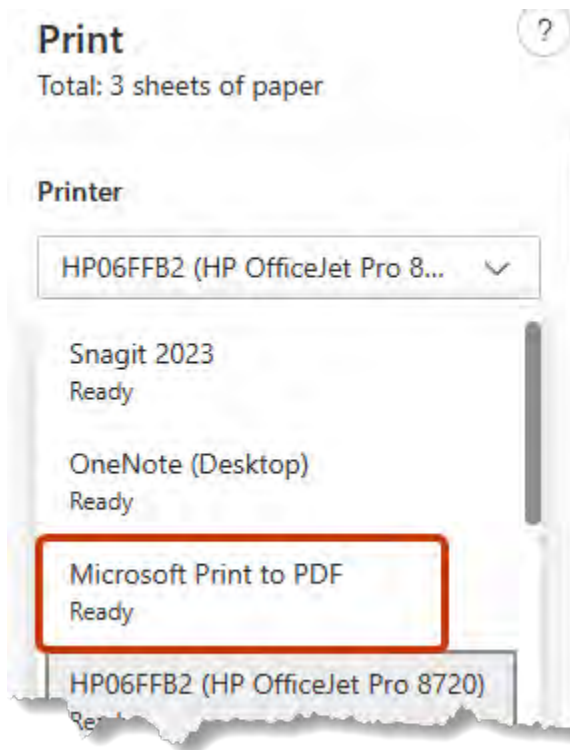 Print
?
Total: 3 sheets of paper
Printer
HP06FFB2 (HP OfficeJet Pro 8...
Snagit 2023
Ready
OneNote (Desktop)
Ready
Microsoft Print to PDF
Ready
HP06FFB2 (HP OfficeJet Pro 8720)